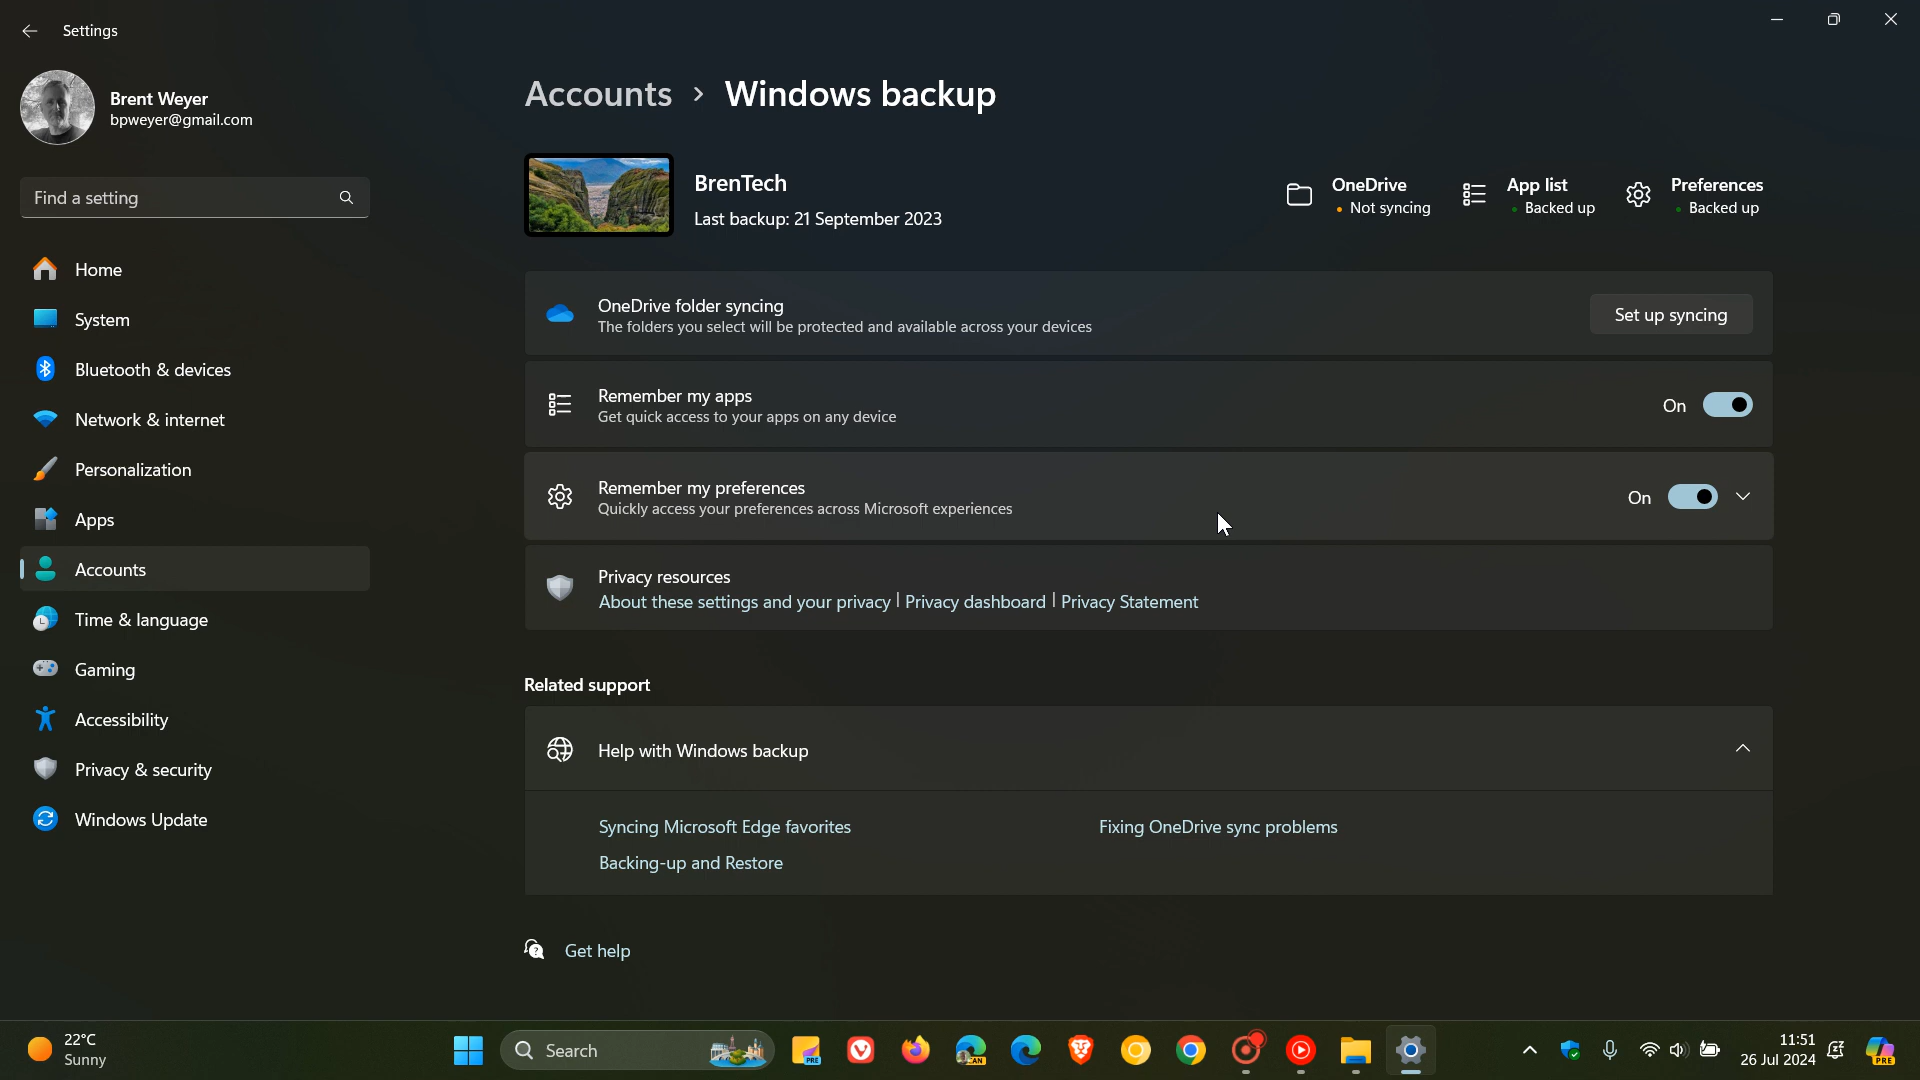 Settings
Brent Weyer
bpweyer@gmail.com
Find a setting
Home
System
Bluetooth & devices
Network & internet
Personalization
Apps
Accounts
Time & language
Gaming
Accessibility
Privacy & security
Windows Update
Accounts > Windows backup
BrenTech
Last backup: 21 September 2023
OneDrive
Not syncing
App list
Backed up
Preferences
Backed up
OneDrive folder syncing
The folders you select will be protected and available across your devices
Set up syncing
Remember my apps
Get quick access to your apps on any device
On
Remember my preferences
Quickly access your preferences across Microsoft experiences
On
Privacy resources
About these settings and your privacy | Privacy dashboard | Privacy Statement
Related support
Help with Windows backup
Syncing Microsoft Edge favorites
Fixing OneDrive sync problems
Backing-up and Restore
Get help
22°C
Sunny
Search
PRE
CAN
11:51
26 Jul 2024
PRE